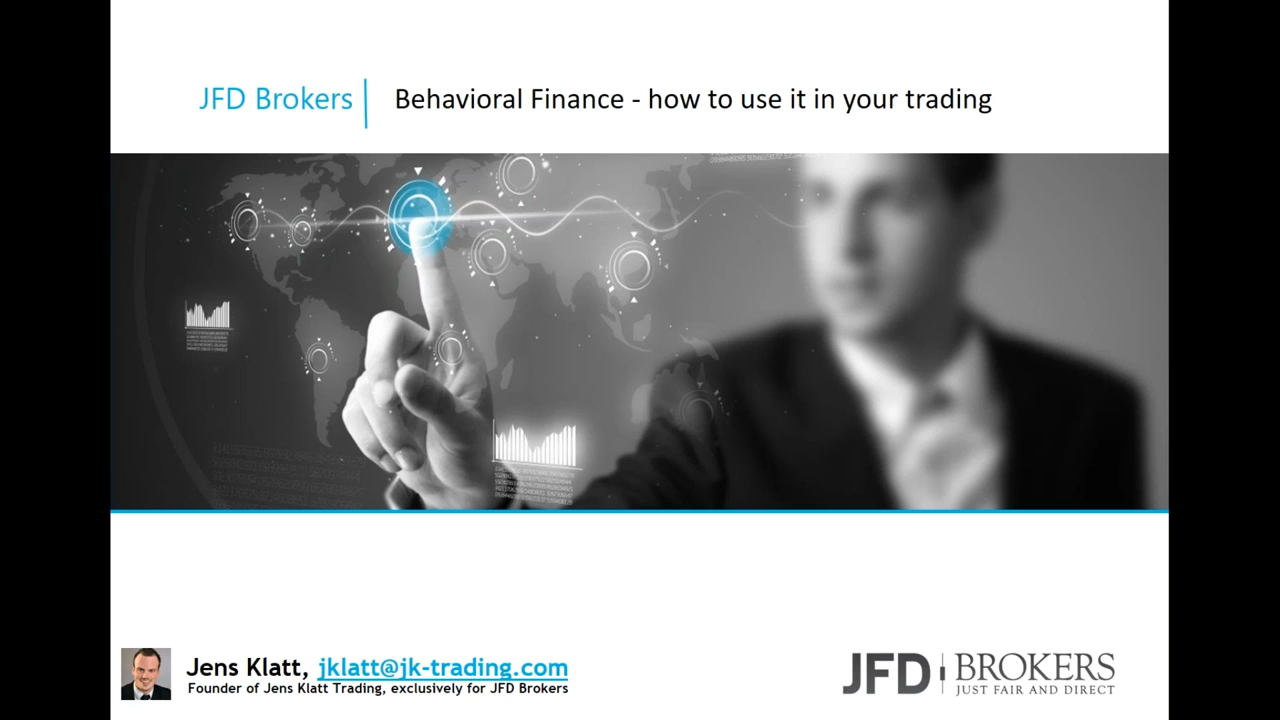 JFD Brokers
Behavioral Finance - how to use it in your trading
Jens Klatt, jklatt@jk-trading.com
Founder of Jens Klatt Trading, exclusively for JFD Brokers
JFD BROKERS
JUST FAIR AND DIRECT